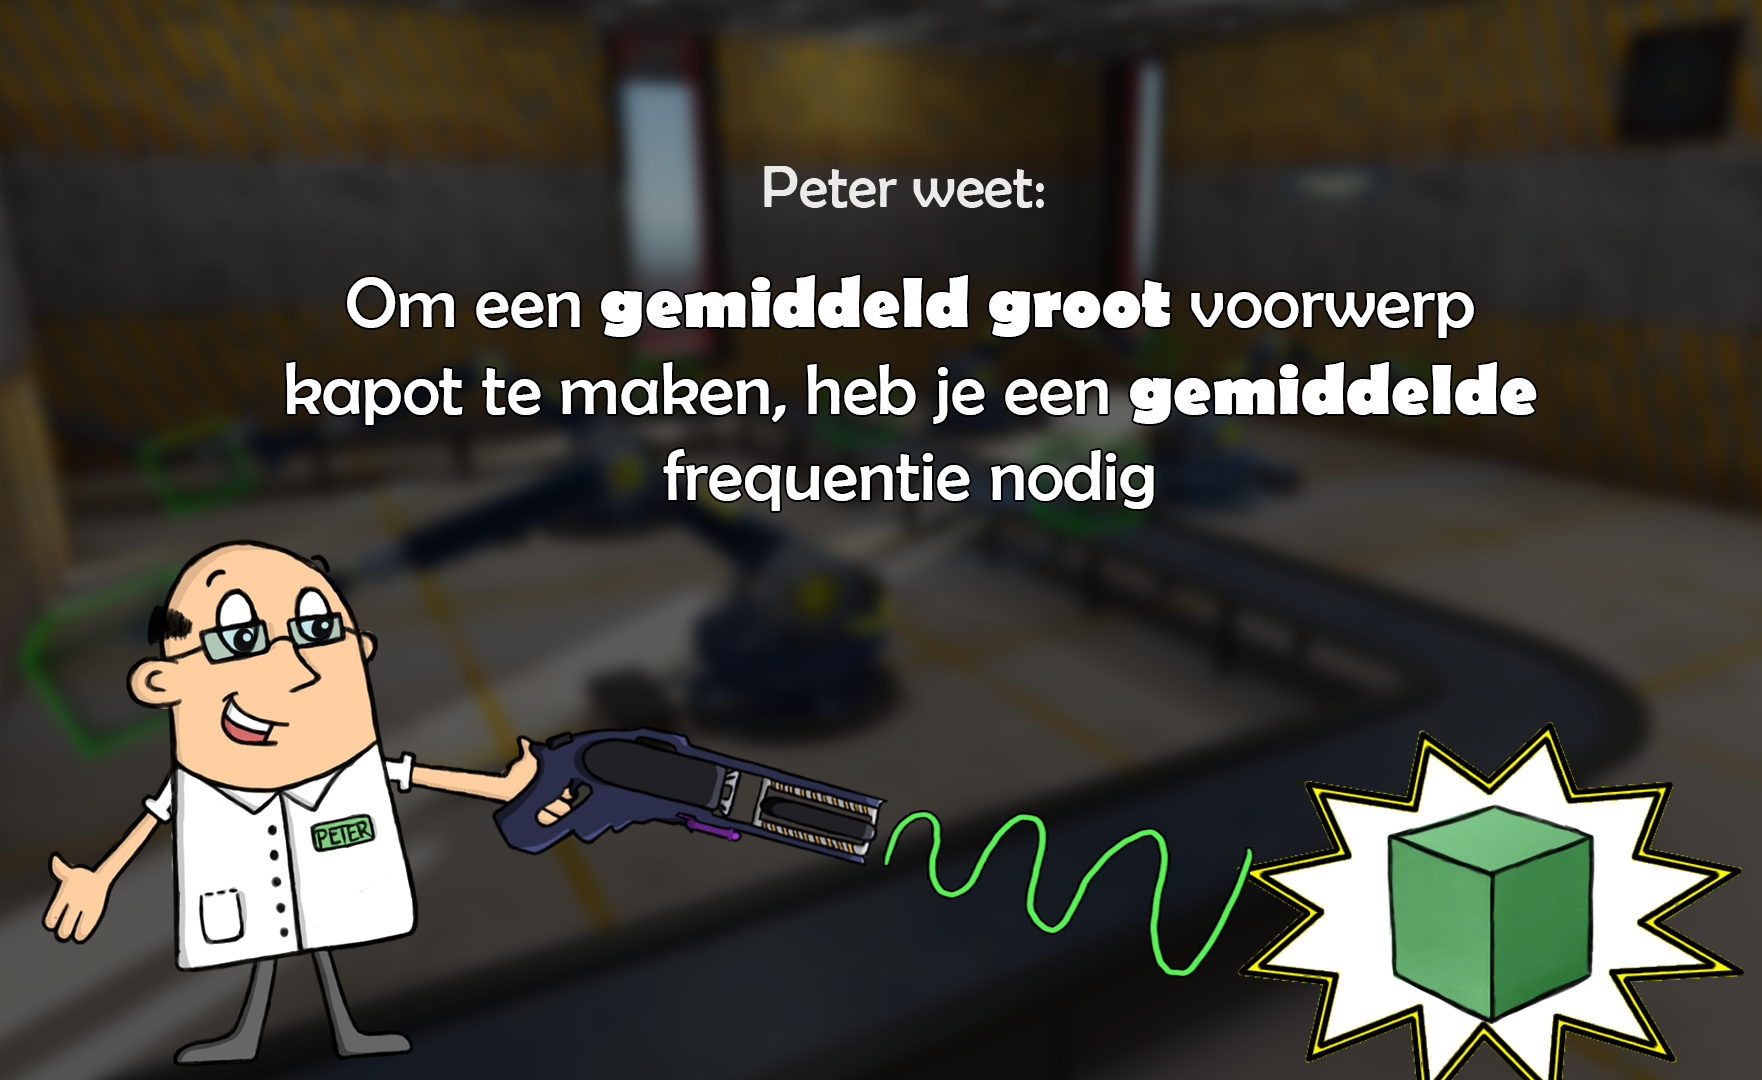 Peter weet:
Om een gemiddeld groot voorwerp
kapot te maken, heb je een gemiddelde
frequentie nodig
PETER